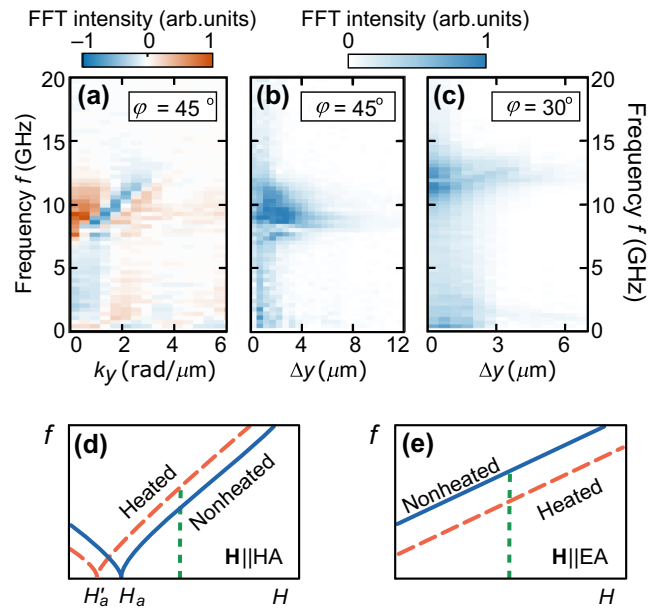 FFT intensity (arb.units) FFT intensity (arb.units)
–1 0 1 0 1
20 (a) φ = 45 ° (b) φ = 45° (c) φ = 30° 20
15 15
10 10
5 5
0 0
Frequency f (GHz)
Frequency f (GHz)
0 2 4 6 0 4 8 12 0 2 4 6
k_y (rad/μm) Δy (μm) Δy (μm)
f (d) f (e)
Heated Nonheated
Nonheated Heated
H||HA H||EA
H'_a H_a H H